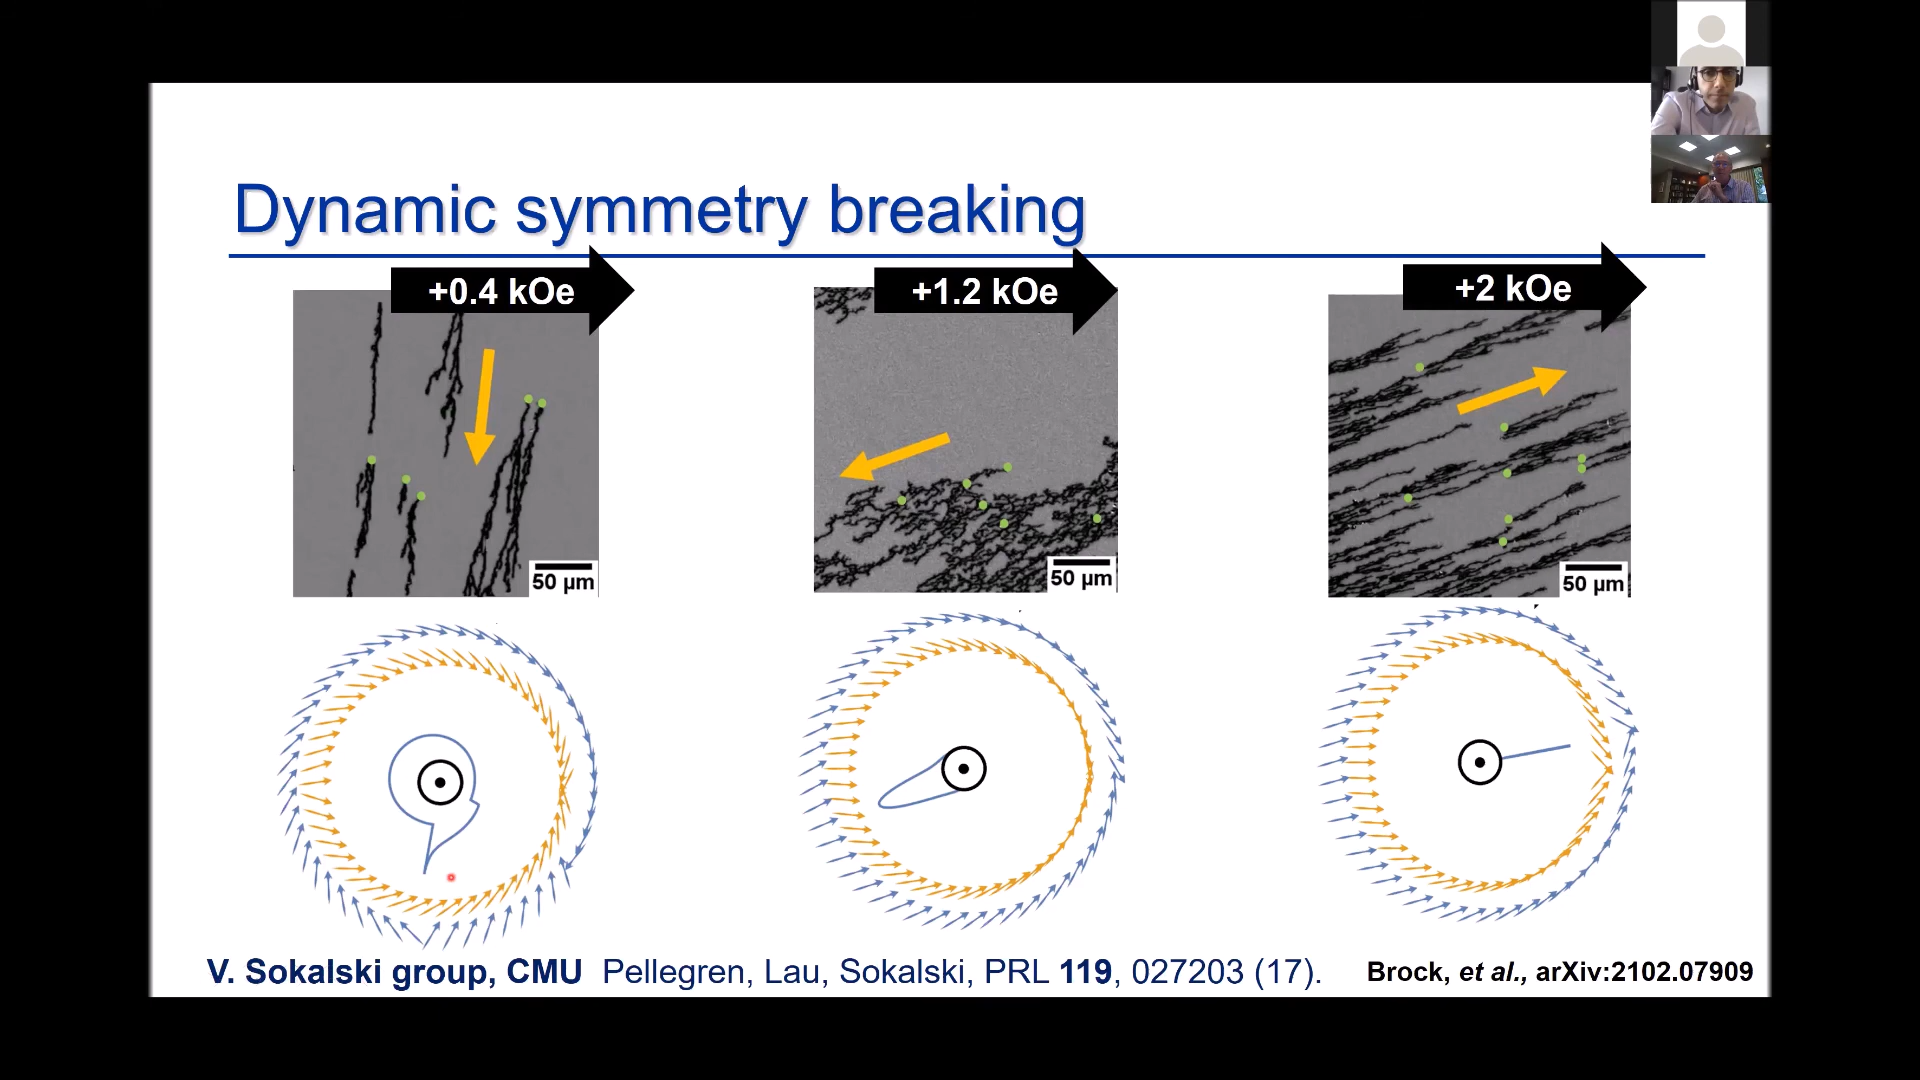 Dynamic symmetry breaking
+0.4 kOe
+1.2 kOe
+2 kOe
50 µm
50 µm
50 µm
V. Sokalski group, CMU Pellegren, Lau, Sokalski, PRL 119, 027203 (17).
Brock, et al., arXiv:2102.07909